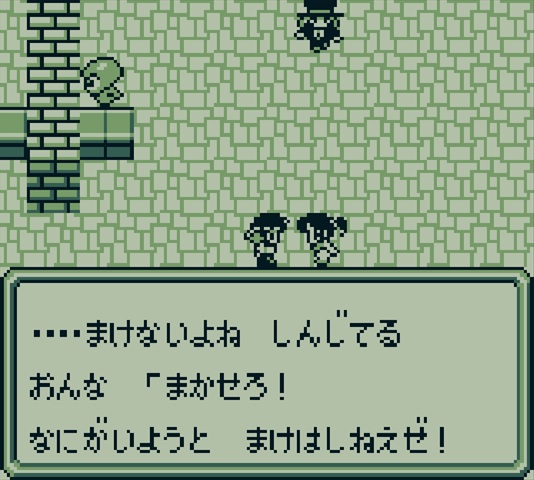 ････まけないよね　しんじてる
おんな　「まかせろ！
なにがいようと　まけはしねえぜ！